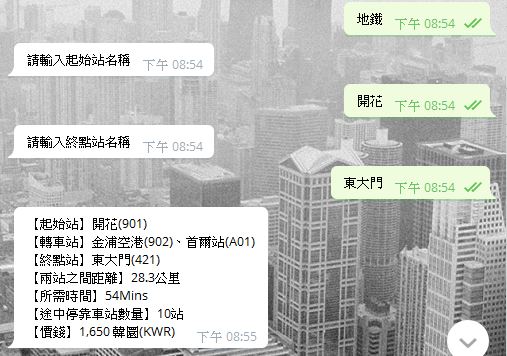 地鐵 下午 08:54
請輸入起始站名稱 下午 08:54
開花 下午 08:54
請輸入終點站名稱 下午 08:54
東大門 下午 08:54
【起始站】開花(901)
【轉車站】金浦空港(902)、首爾站(A01)
【終點站】東大門(421)
【兩站之間距離】28.3公里
【所需時間】54Mins
【途中停靠車站數量】10站
【價錢】1,650 韓圜(KWR) 下午 08:55